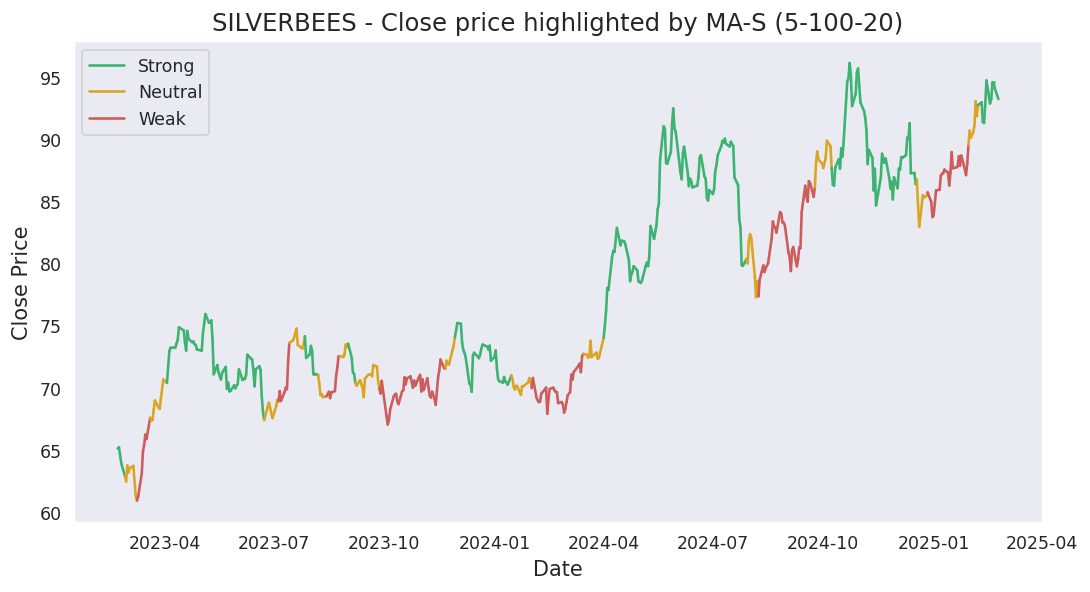 SILVERBEES - Close price highlighted by MA-S (5-100-20)
Strong
Neutral
Weak
Close Price
95
90
85
80
75
70
65
60
2023-04 2023-07 2023-10 2024-01 2024-04 2024-07 2024-10 2025-01 2025-04
Date